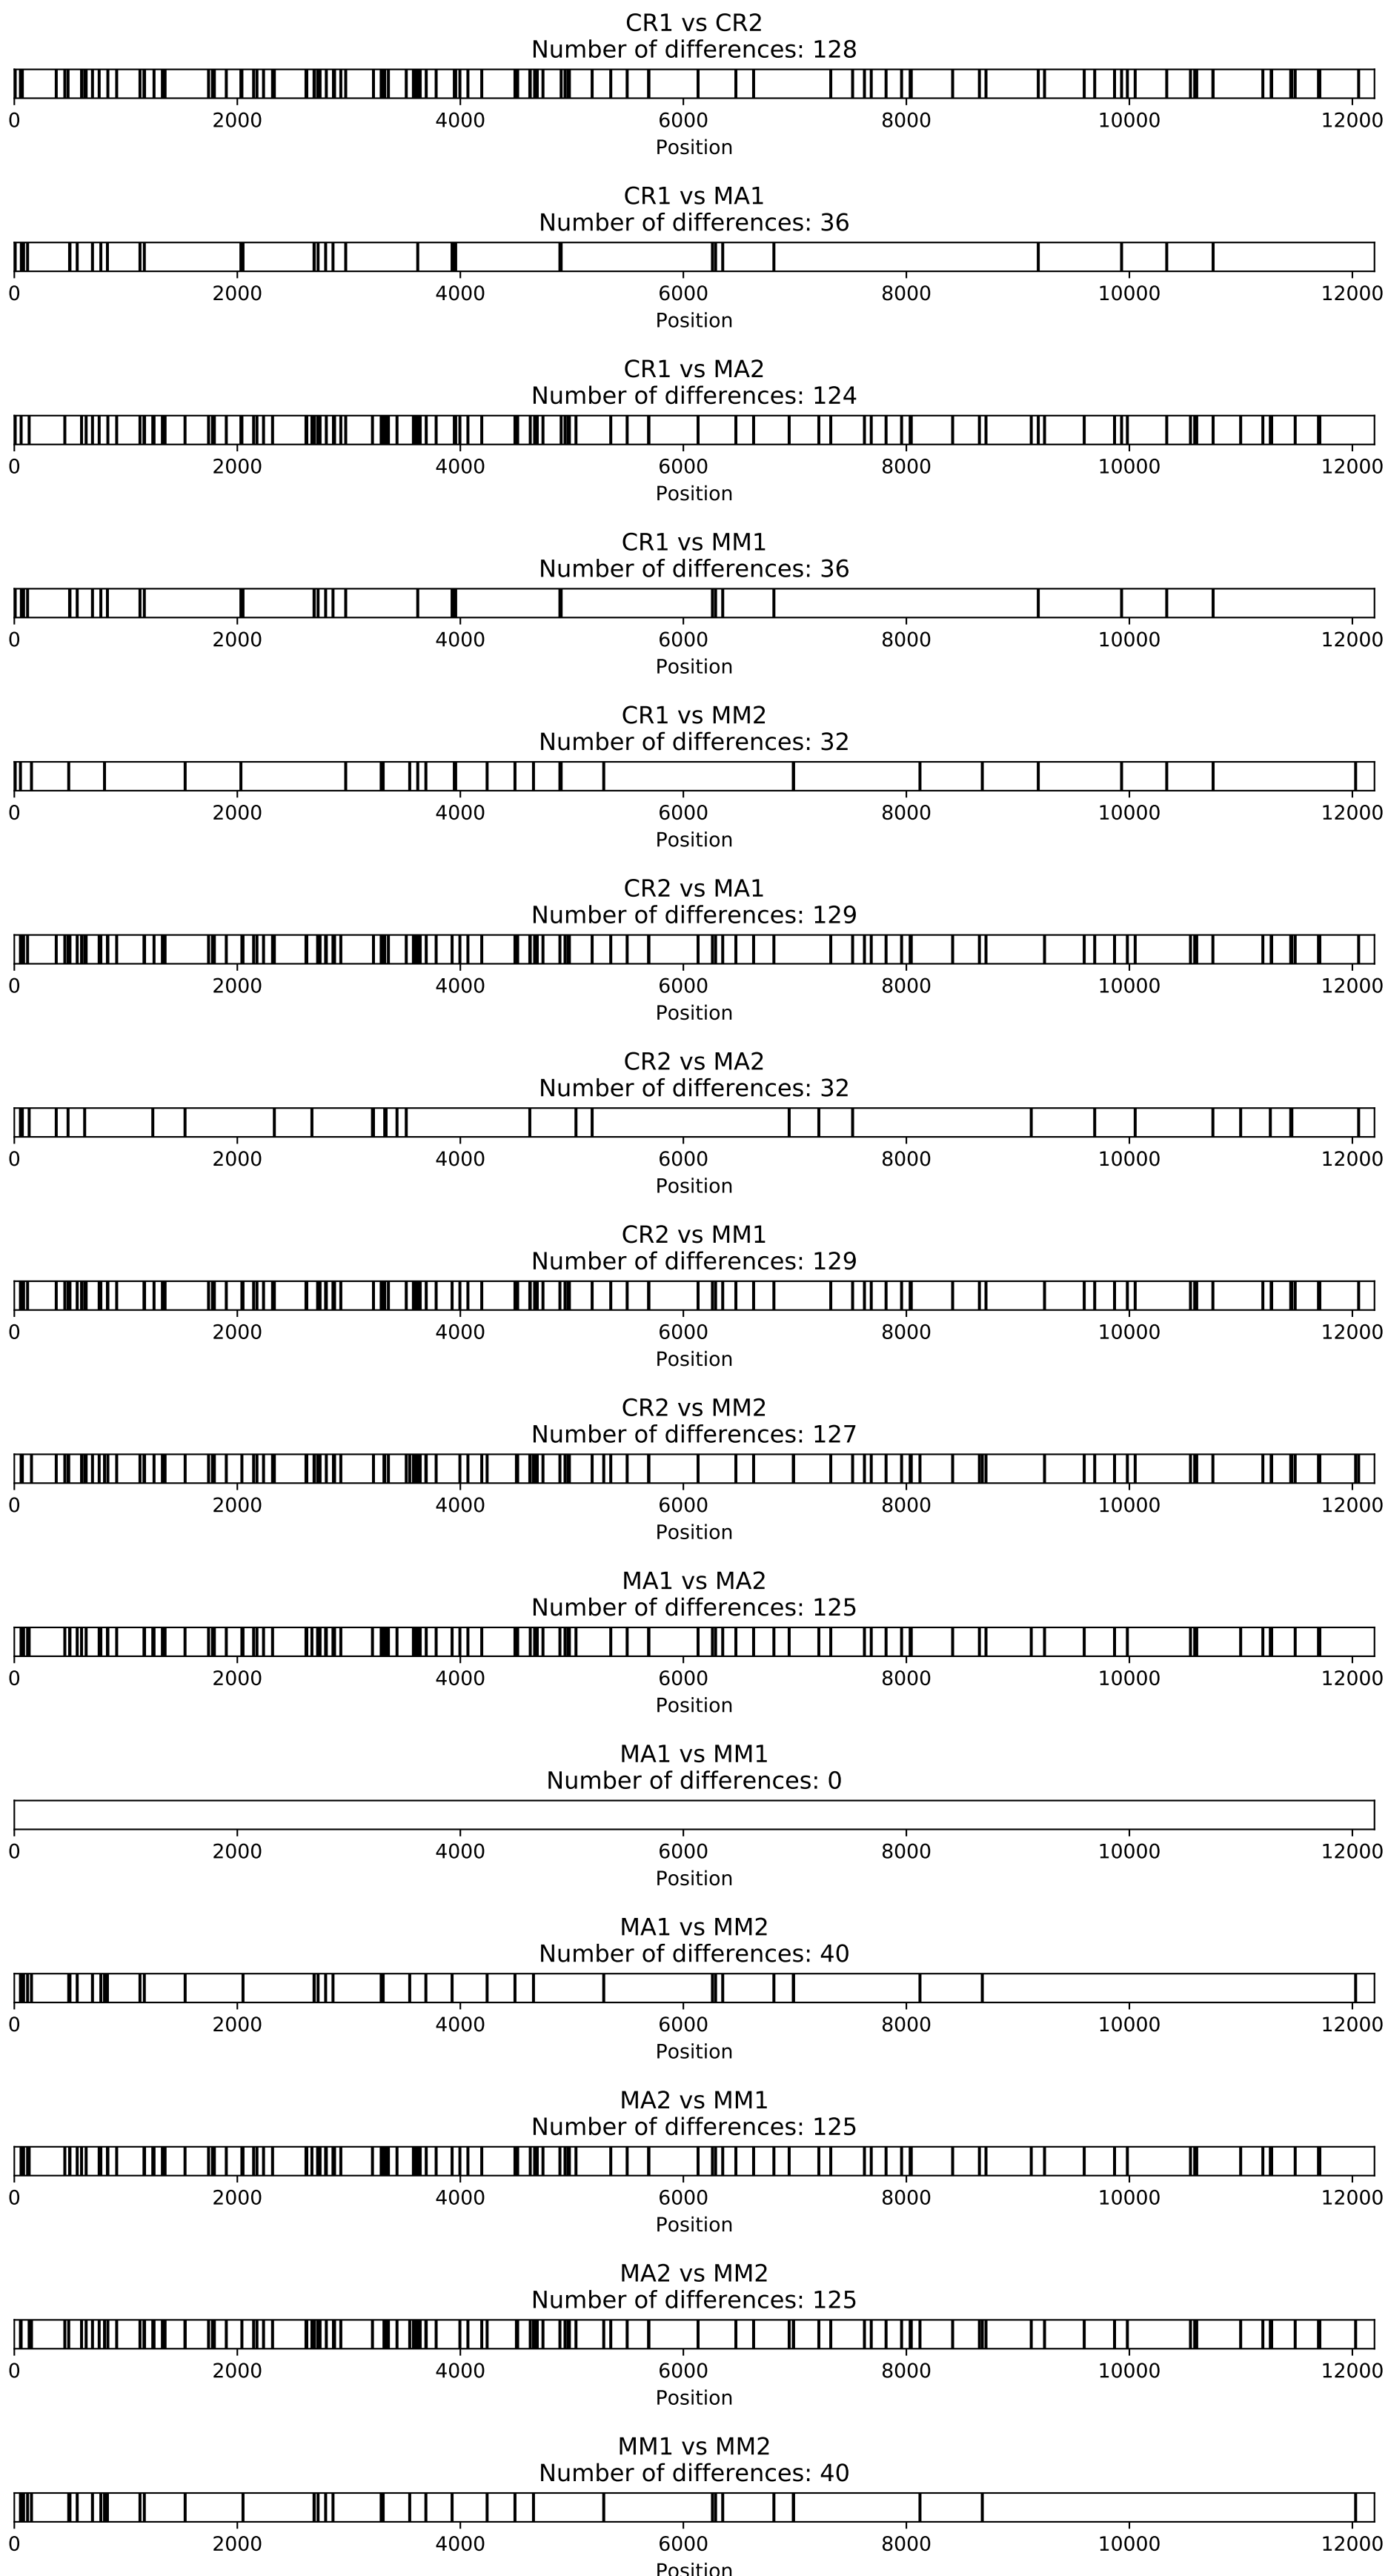 CR1 vs CR2
Number of differences: 128
0 2000 4000 6000 8000 10000 12000
Position
CR1 vs MA1
Number of differences: 36
0 2000 4000 6000 8000 10000 12000
Position
CR1 vs MA2
Number of differences: 124
0 2000 4000 6000 8000 10000 12000
Position
CR1 vs MM1
Number of differences: 36
0 2000 4000 6000 8000 10000 12000
Position
CR1 vs MM2
Number of differences: 32
0 2000 4000 6000 8000 10000 12000
Position
CR2 vs MA1
Number of differences: 129
0 2000 4000 6000 8000 10000 12000
Position
CR2 vs MA2
Number of differences: 32
0 2000 4000 6000 8000 10000 12000
Position
CR2 vs MM1
Number of differences: 129
0 2000 4000 6000 8000 10000 12000
Position
CR2 vs MM2
Number of differences: 127
0 2000 4000 6000 8000 10000 12000
Position
MA1 vs MA2
Number of differences: 125
0 2000 4000 6000 8000 10000 12000
Position
MA1 vs MM1
Number of differences: 0
0 2000 4000 6000 8000 10000 12000
Position
MA1 vs MM2
Number of differences: 40
0 2000 4000 6000 8000 10000 12000
Position
MA2 vs MM1
Number of differences: 125
0 2000 4000 6000 8000 10000 12000
Position
MA2 vs MM2
Number of differences: 125
0 2000 4000 6000 8000 10000 12000
Position
MM1 vs MM2
Number of differences: 40
0 2000 4000 6000 8000 10000 12000
Position